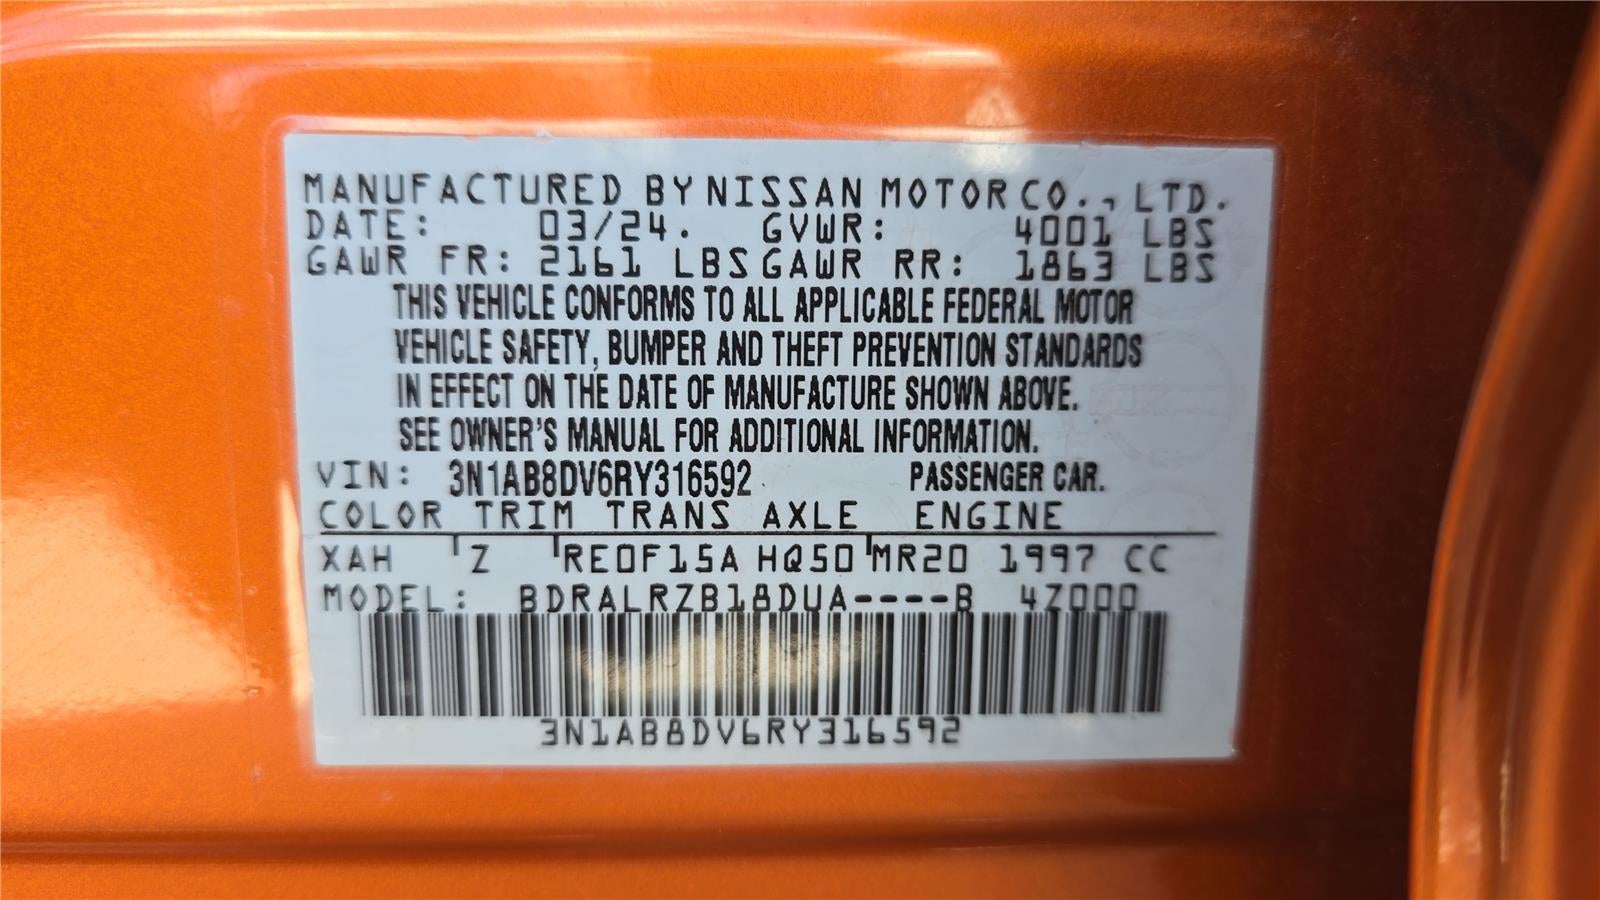 MANUFACTURED BY NISSAN MOTOR CO., LTD.
DATE: 03/24. GVWR: 4001 LBS
GAWR FR: 2161 LBS GAWR RR: 1863 LBS
THIS VEHICLE CONFORMS TO ALL APPLICABLE FEDERAL MOTOR
VEHICLE SAFETY, BUMPER AND THEFT PREVENTION STANDARDS
IN EFFECT ON THE DATE OF MANUFACTURE SHOWN ABOVE.
SEE OWNER'S MANUAL FOR ADDITIONAL INFORMATION.
VIN: 3N1AB8DV6RY316592 PASSENGER CAR.
COLOR TRIM TRANS AXLE ENGINE
XAH Z RE0F15A HQ50 MR20 1997 CC
MODEL: BDRALRZB18DUA----B 4Z000
3N1AB8DV6RY316592